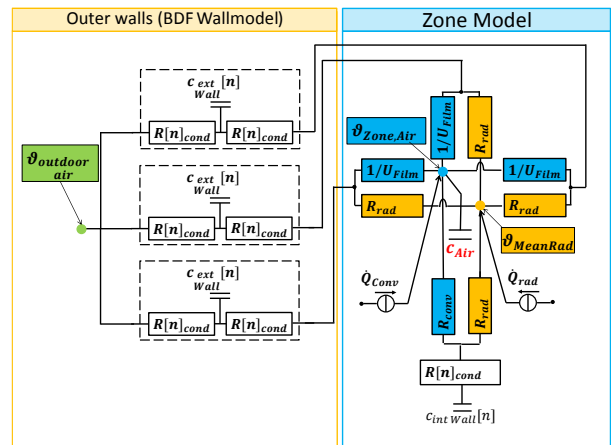 Outer walls (BDF Wallmodel)
Zone Model
c ext [n]
Wall
R[n]cond
R[n]cond
ϑoutdoor
air
c ext [n]
Wall
R[n]cond
R[n]cond
c ext [n]
Wall
R[n]cond
R[n]cond
ϑZone,Air
1/UFilm
Rrad
1/UFilm
1/UFilm
Rrad
Rrad
CAir
ϑMeanRad
Q̇Conv
Q̇rad
Rconv
Rrad
R[n]cond
cint Wall[n]